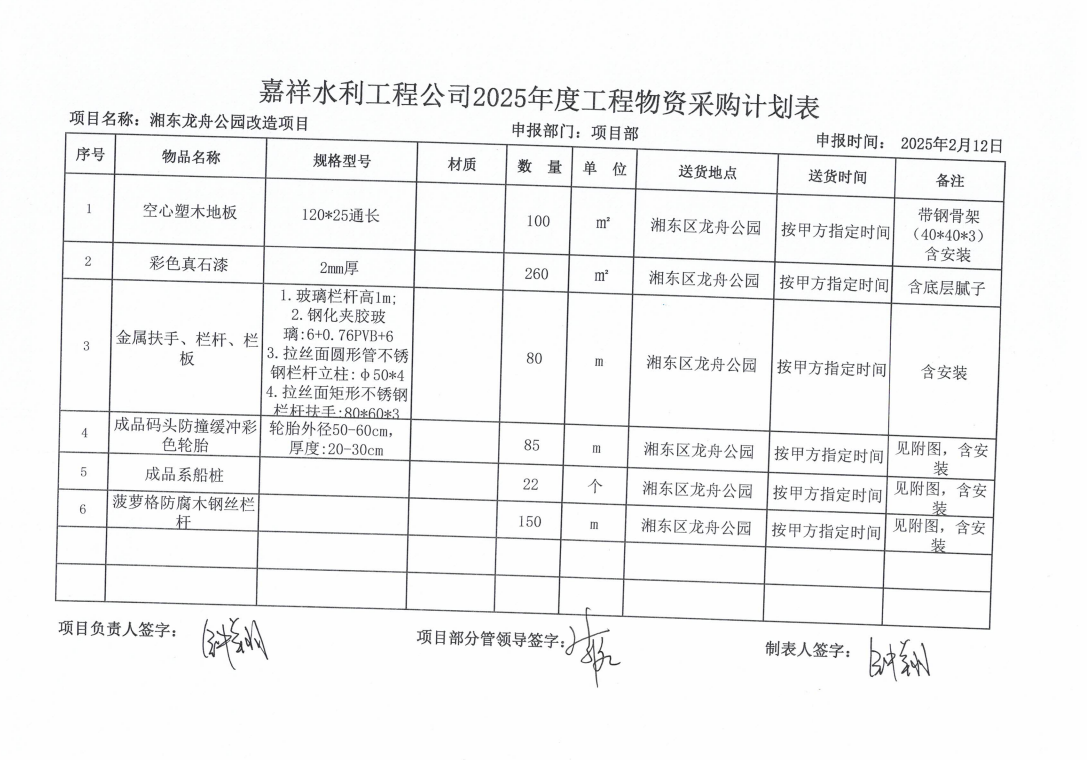 嘉祥水利工程公司2025年度工程物资采购计划表
项目名称：湘东龙舟公园改造项目 申报部门：项目部 申报时间： 2025年2月12日
序号 物品名称 规格型号 材质 数 量 单 位 送货地点 送货时间 备注
1 空心塑木地板 120*25通长 100 m² 湘东区龙舟公园 按甲方指定时间 带钢骨架
（40*40*3）
含安装
2 彩色真石漆 2mm厚 260 m² 湘东区龙舟公园 按甲方指定时间 含底层腻子
3 金属扶手、栏杆、栏
板
1.玻璃栏杆高1m;
2.钢化夹胶玻
璃:6+0.76PVB+6
3.拉丝面圆形管不锈
钢栏杆立柱:φ50*4
4.拉丝面矩形不锈钢
栏杆扶手:80*60*3
80 m 湘东区龙舟公园 按甲方指定时间 含安装
4 成品码头防撞缓冲彩
色轮胎
轮胎外径50-60cm，
厚度:20-30cm
85 m 湘东区龙舟公园 按甲方指定时间 见附图，含安
装
5 成品系船桩 22 个 湘东区龙舟公园 按甲方指定时间 见附图，含安
装
6 菠萝格防腐木钢丝栏
杆
150 m 湘东区龙舟公园 按甲方指定时间 见附图，含安
装
项目负责人签字： 项目部分管领导签字： 制表人签字：